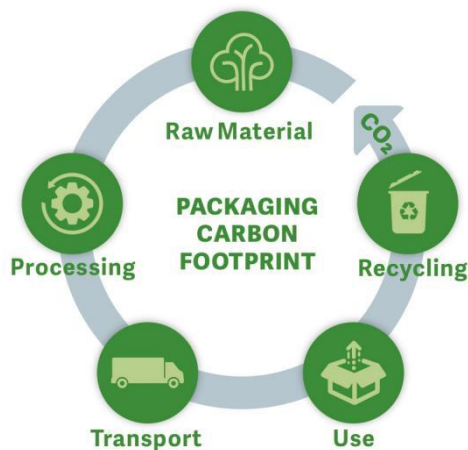 Raw Material
CO₂
PACKAGING
CARBON
FOOTPRINT
Processing
Recycling
Transport
Use